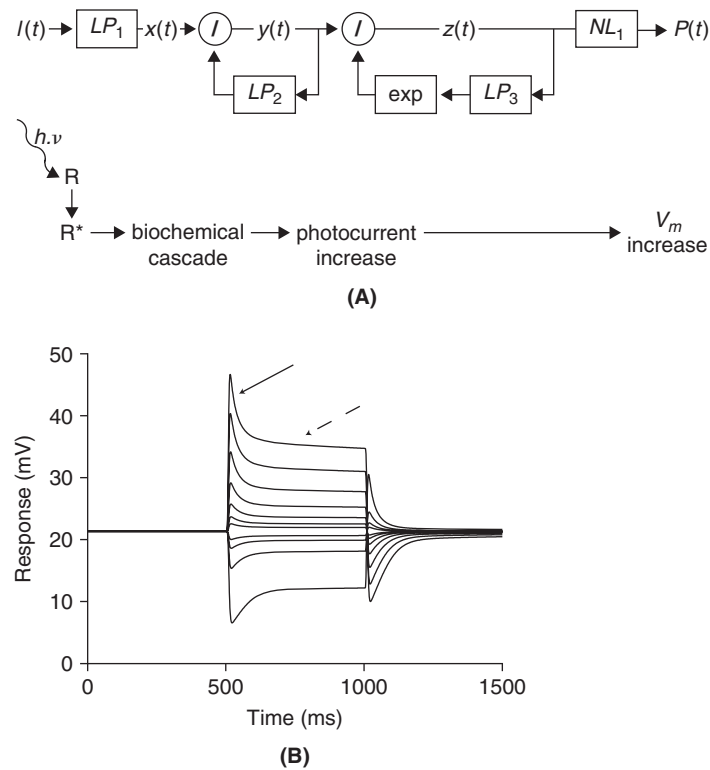 I(t) LP₁ x(t) / y(t) / z(t) NL₁ P(t)
LP₂ exp LP₃
h.ν
R
R* biochemical cascade photocurrent increase Vₘ increase
(A)
50
40
30
20
10
0
Response (mV)
0 500 1000 1500
Time (ms)
(B)